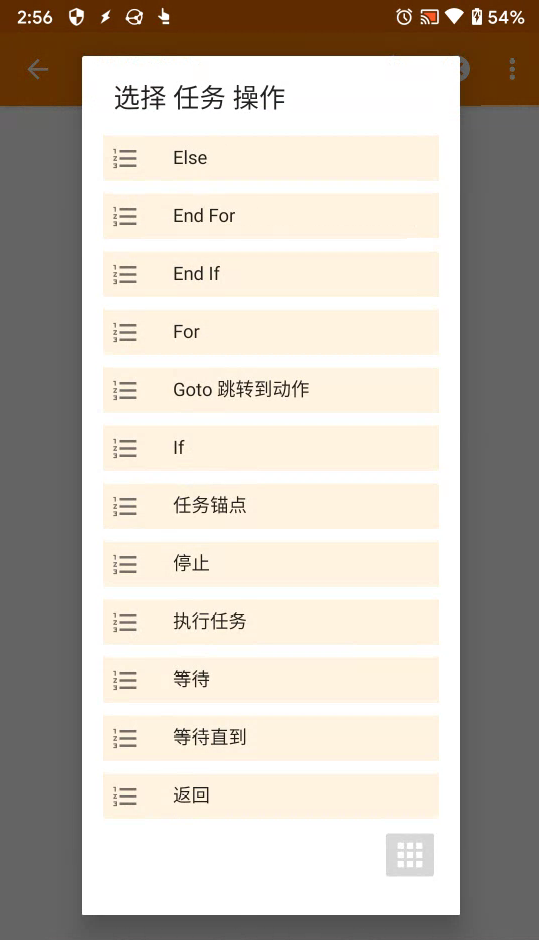 2:56
54%
选择 任务 操作
Else
End For
End If
For
Goto 跳转到动作
If
任务锚点
停止
执行任务
等待
等待直到
返回